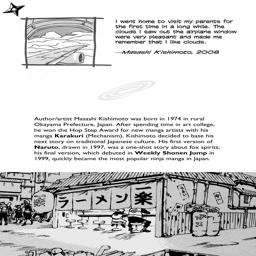 I went home to visit my parents for
the first time in a long while. The
clouds I saw out the airplane window
were very pleasant and made me
remember that I like clouds.
—Masashi Kishimoto, 2008
Author/artist Masashi Kishimoto was born in 1974 in rural
Okayama Prefecture, Japan. After spending time in art college,
he won the Hop Step Award for new manga artists with his
manga Karakuri (Mechanism). Kishimoto decided to base his
next story on traditional Japanese culture. His first version of
Naruto, drawn in 1997, was a one-shot story about fox spirits;
his final version, which debuted in Weekly Shonen Jump in
1999, quickly became the most popular ninja manga in Japan.
ラーメン 楽